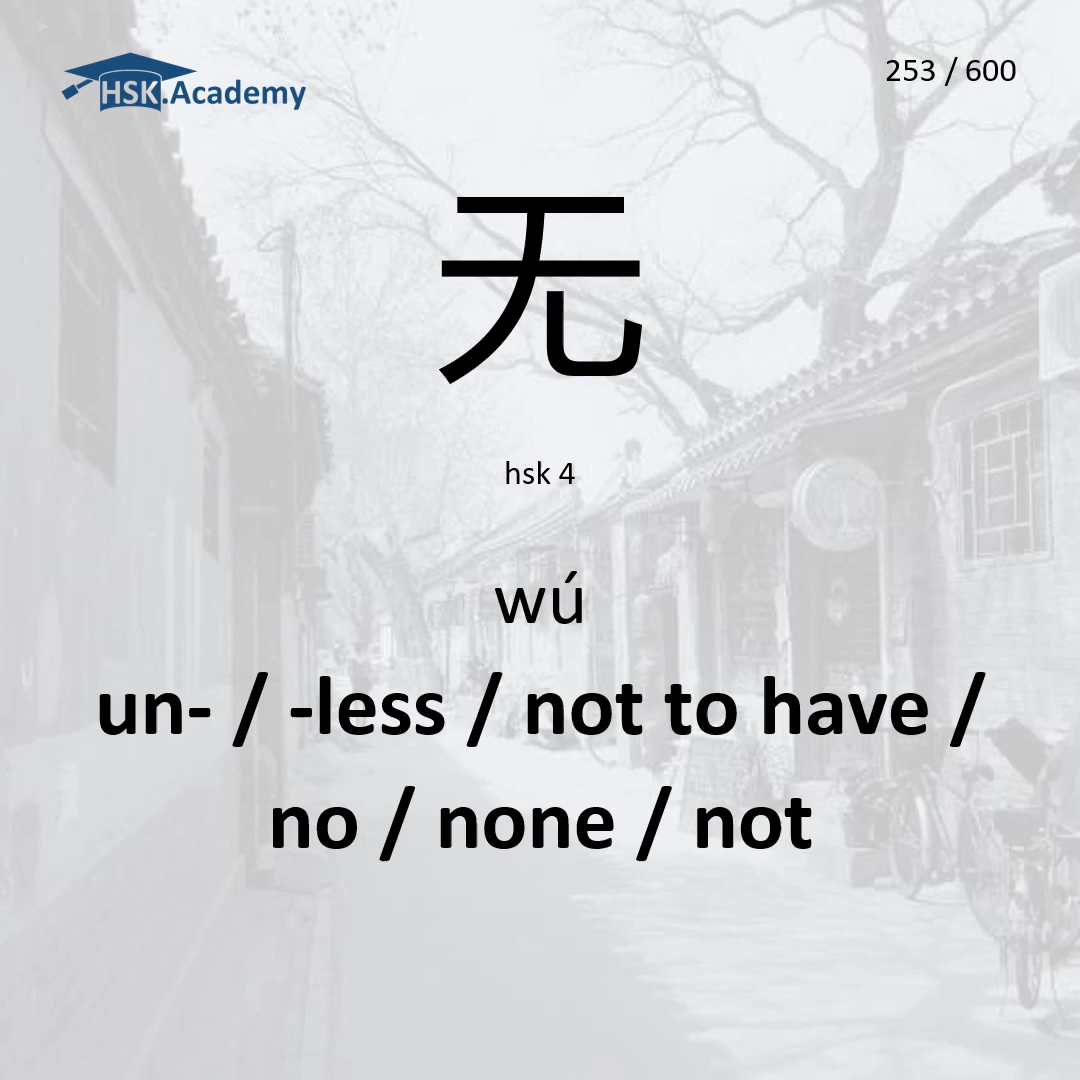 HSK.Academy
253 / 600
无
hsk 4
wú
un- / -less / not to have /
no / none / not